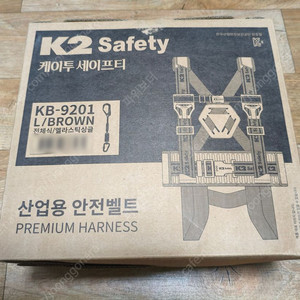 K2 Safety
케이투 세이프티
KB-9201
L/BROWN
전체식/벨라스틱싱글
산업용 안전벨트
PREMIUM HARNESS